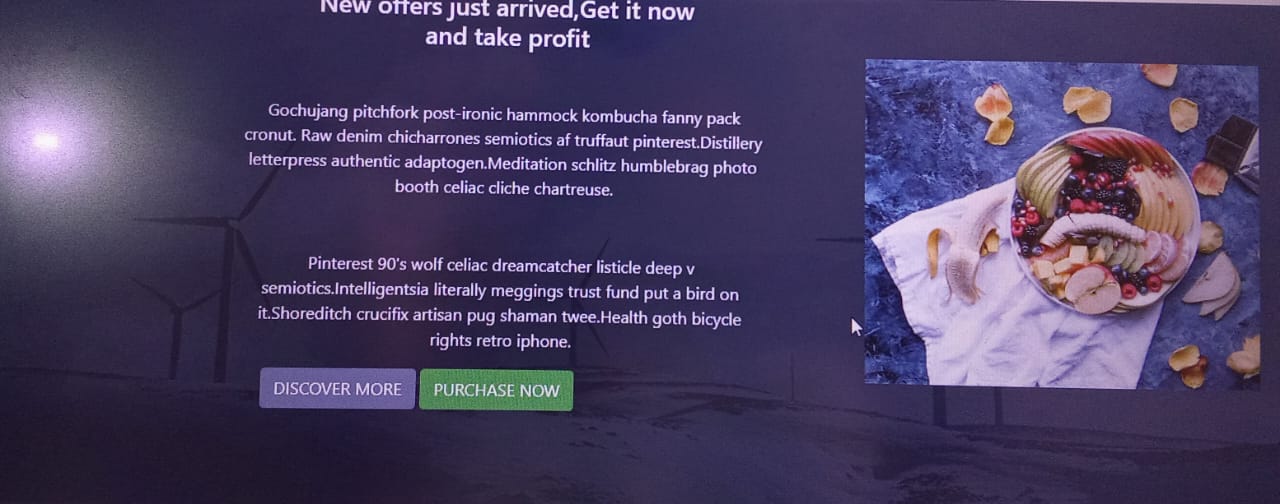 New offers just arrived,Get it now
and take profit
Gochujang pitchfork post-ironic hammock kombucha fanny pack
cronut. Raw denim chicharrones semiotics af truffaut pinterest.Distillery
letterpress authentic adaptogen.Meditation schlitz humblebrag photo
booth celiac cliche chartreuse.
Pinterest 90's wolf celiac dreamcatcher listicle deep v
semiotics.Intelligentsia literally meggings trust fund put a bird on
it.Shoreditch crucifix artisan pug shaman twee.Health goth bicycle
rights retro iphone.
DISCOVER MORE PURCHASE NOW